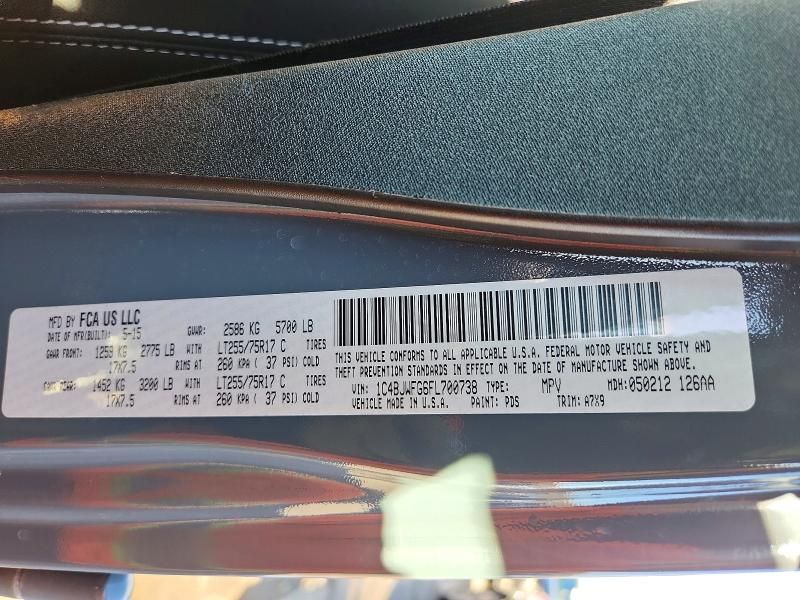 MFD BY FCA US LLC
DATE OF MFR(BUILT): 5-15 GVWR: 2586 KG 5700 LB
GAWR FRONT: 1259 KG 2775 LB WITH LT255/75R17 C TIRES
17X7.5 RIMS AT 260 KPA ( 37 PSI) COLD
GAWR REAR: 1452 KG 3200 LB WITH LT255/75R17 C TIRES
17X7.5 RIMS AT 260 KPA ( 37 PSI) COLD
THIS VEHICLE CONFORMS TO ALL APPLICABLE U.S.A. FEDERAL MOTOR VEHICLE SAFETY AND
THEFT PREVENTION STANDARDS IN EFFECT ON THE DATE OF MANUFACTURE SHOWN ABOVE.
VIN: 1C4BJWFG6FL700738 TYPE: MPV MDH: 050212 126AA
VEHICLE MADE IN U.S.A. PAINT: PDS TRIM: A7X9